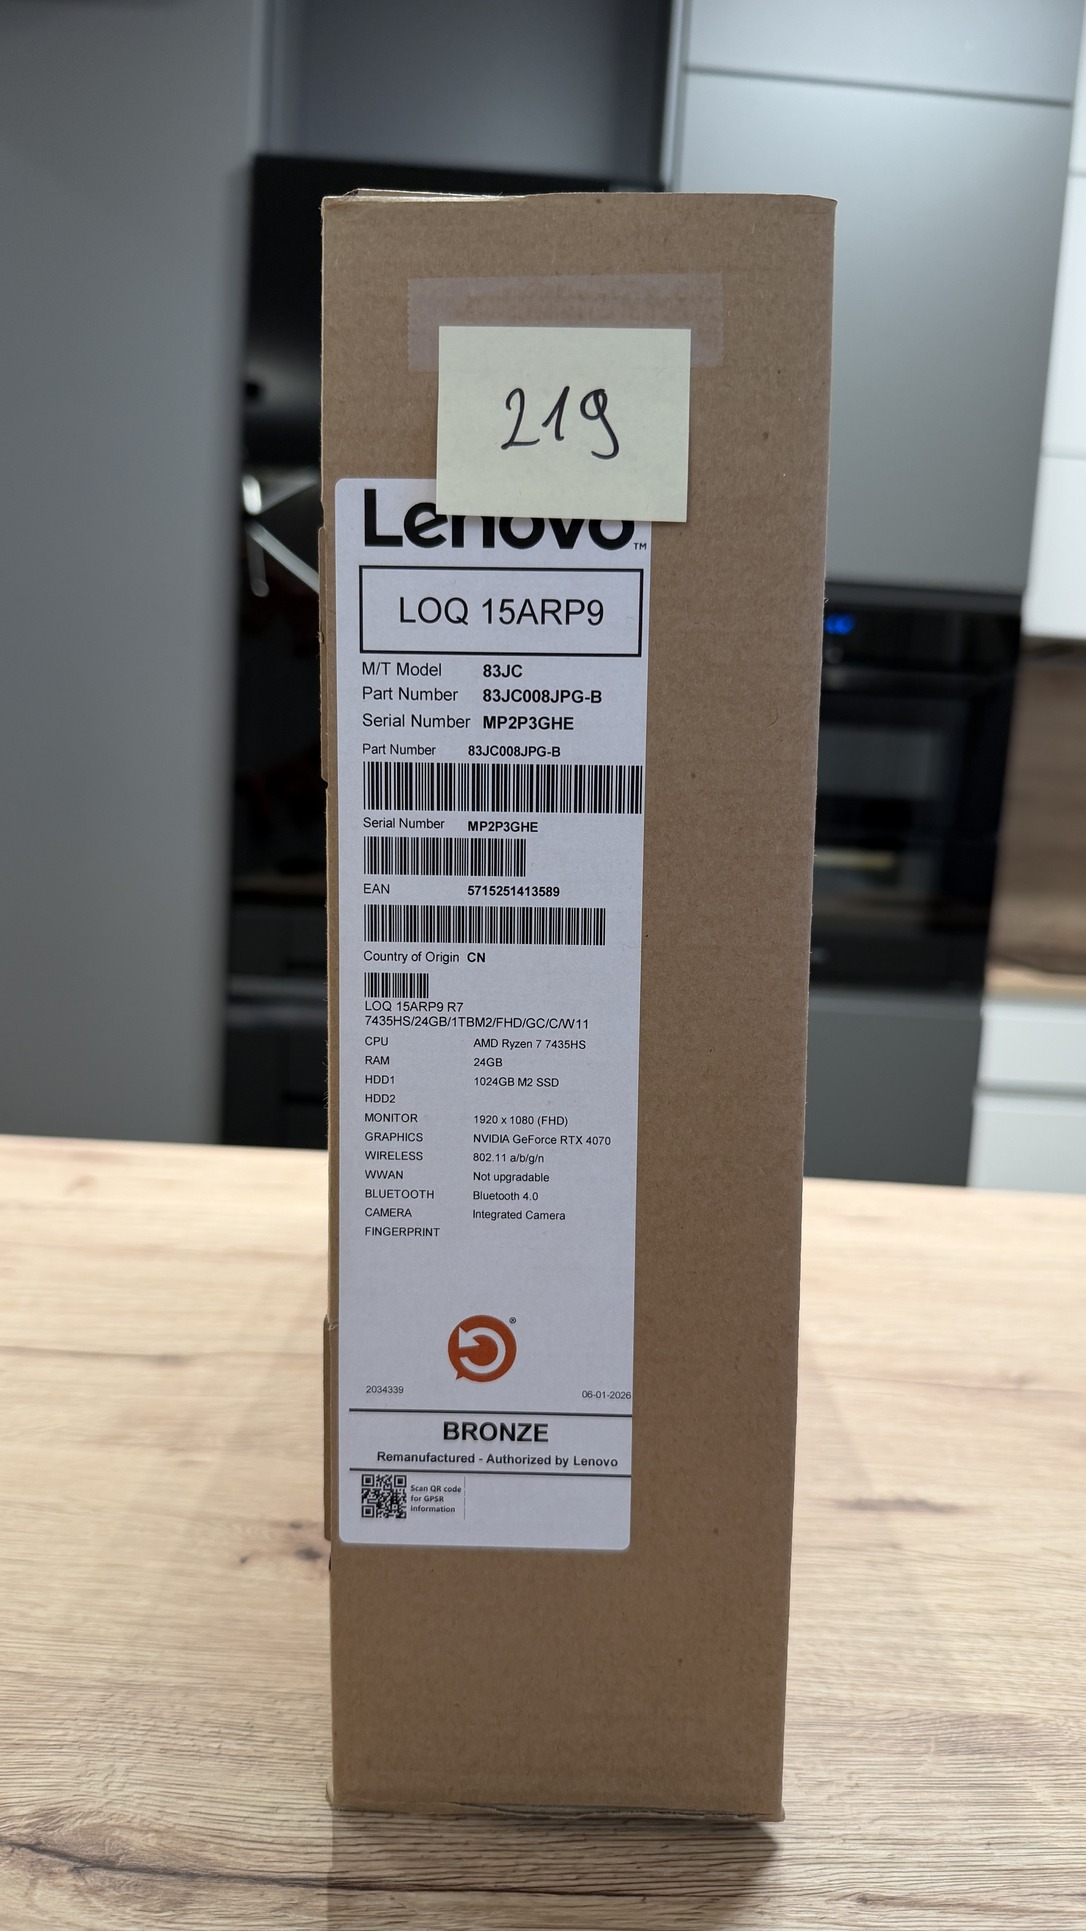 219
Lenovo™
LOQ 15ARP9
M/T Model 83JC
Part Number 83JC008JPG-B
Serial Number MP2P3GHE
Part Number 83JC008JPG-B
Serial Number MP2P3GHE
EAN 5715251413589
Country of Origin CN
LOQ 15ARP9 R7
7435HS/24GB/1TBM2/FHD/GC/C/W11
CPU AMD Ryzen 7 7435HS
RAM 24GB
HDD1 1024GB M2 SSD
HDD2
MONITOR 1920 x 1080 (FHD)
GRAPHICS NVIDIA GeForce RTX 4070
WIRELESS 802.11 a/b/g/n
WWAN Not upgradable
BLUETOOTH Bluetooth 4.0
CAMERA Integrated Camera
FINGERPRINT
®
2034339 06-01-2026
BRONZE
Remanufactured - Authorized by Lenovo
Scan QR code
for GPSR
information